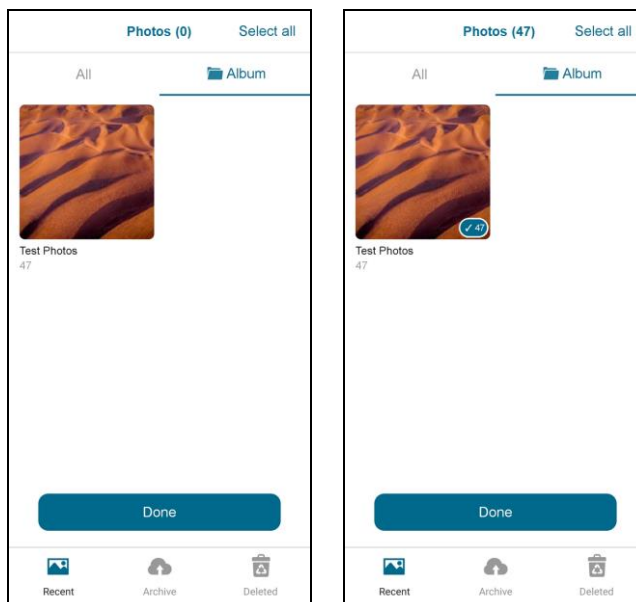 Photos (0) Select all
All Album
Test Photos
47
Done
Recent Archive Deleted
Photos (47) Select all
All Album
✓ 47
Test Photos
47
Done
Recent Archive Deleted